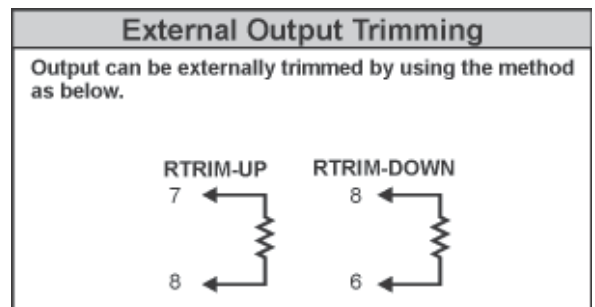 External Output Trimming
Output can be externally trimmed by using the method
as below.
RTRIM-UP RTRIM-DOWN
7 8
8 6